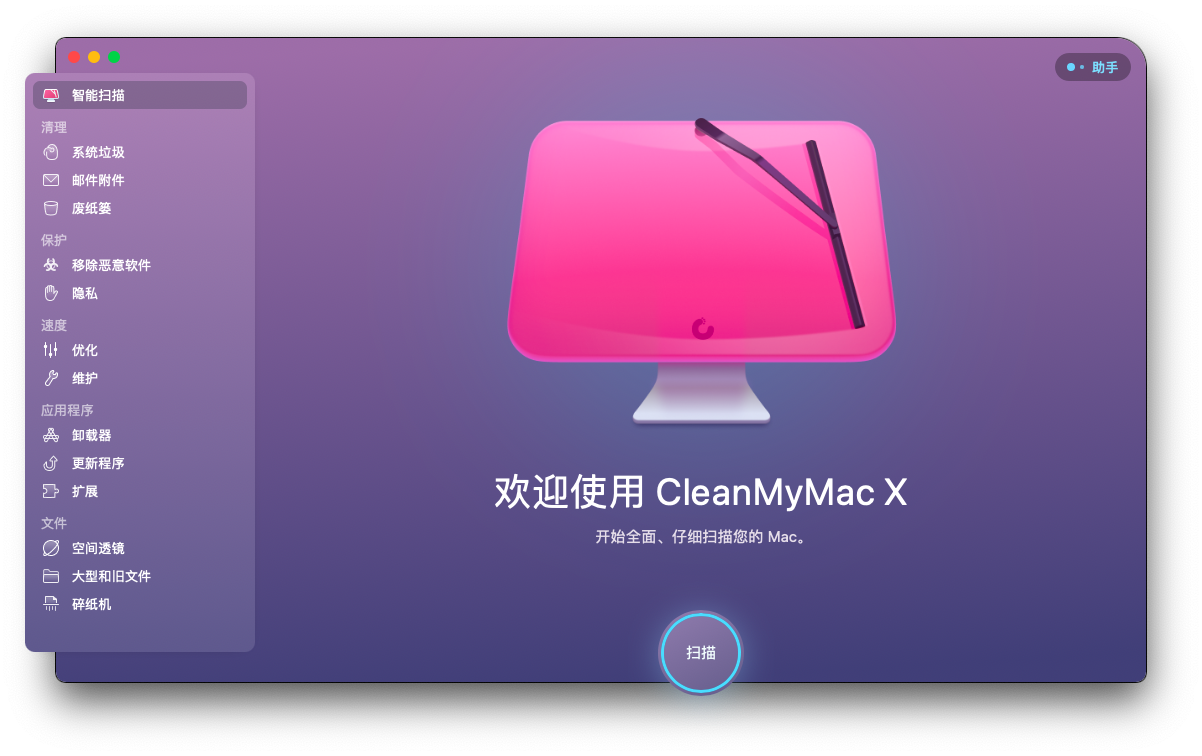 助手
智能扫描
清理
系统垃圾
邮件附件
废纸篓
保护
移除恶意软件
隐私
速度
优化
维护
应用程序
卸载器
更新程序
扩展
文件
空间透镜
大型和旧文件
碎纸机
欢迎使用 CleanMyMac X
开始全面、仔细扫描您的 Mac。
扫描